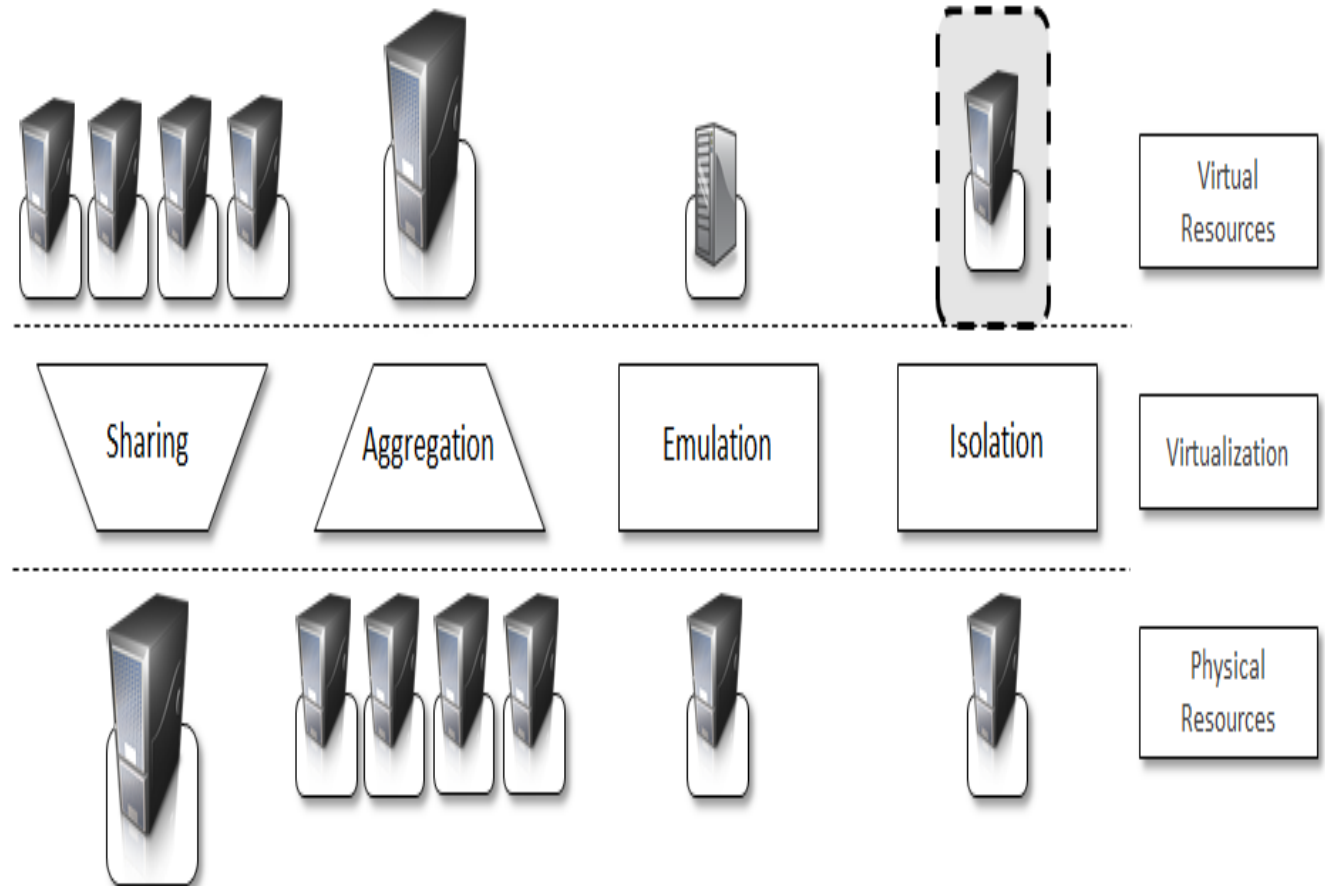 Virtual
Resources
Sharing
Aggregation
Emulation
Isolation
Virtualization
Physical
Resources